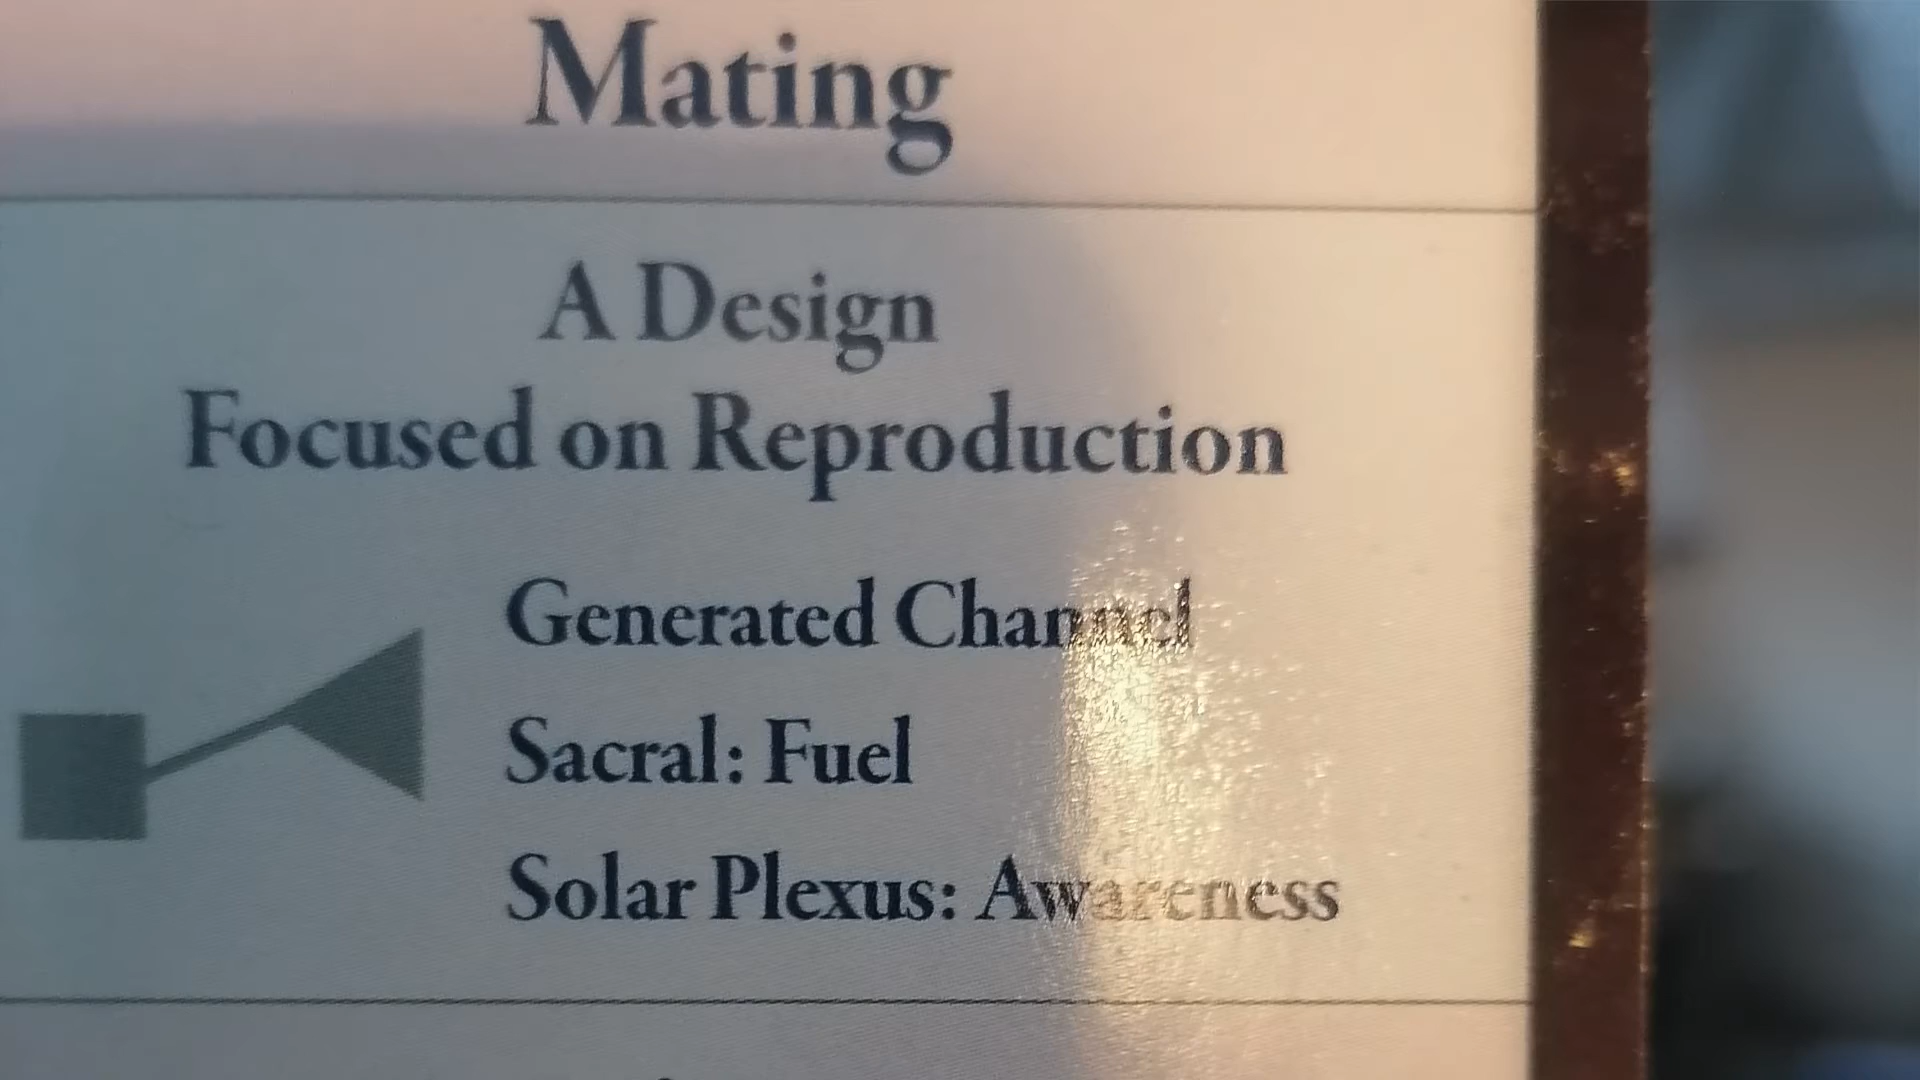 Mating
A Design
Focused on Reproduction
Generated Channel
Sacral: Fuel
Solar Plexus: Awareness